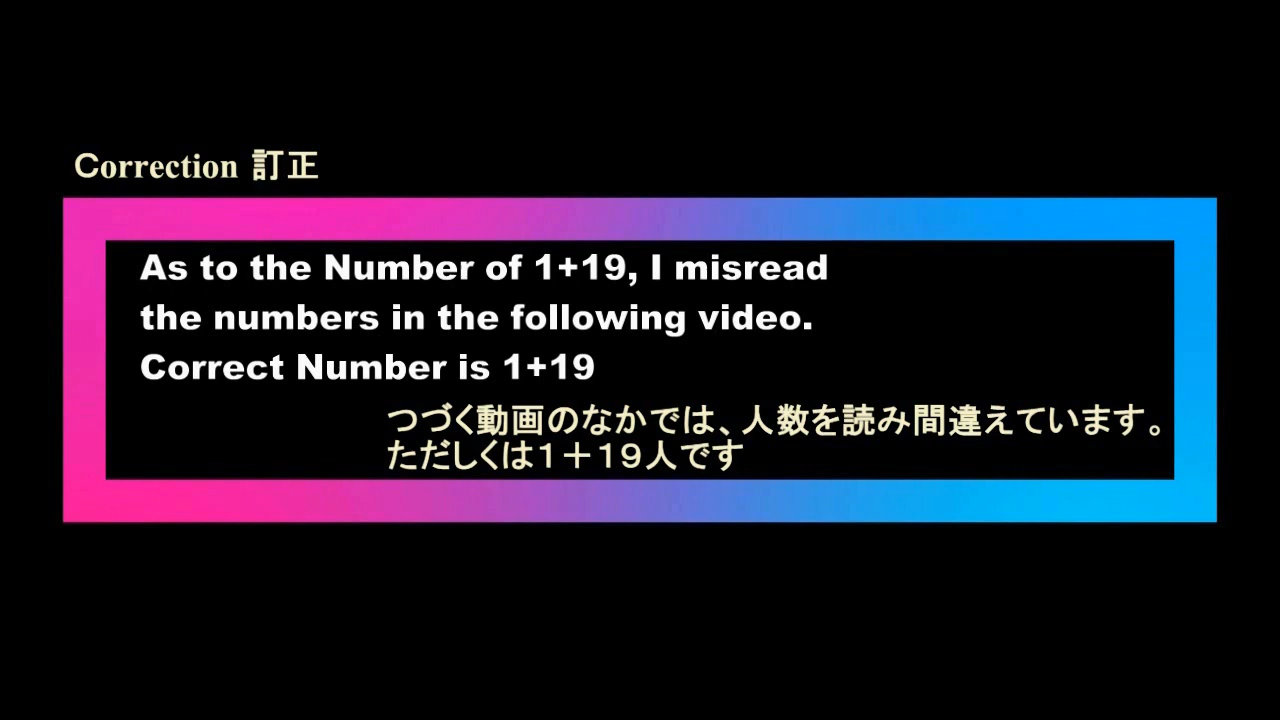 Correction 訂正
As to the Number of 1+19, I misread
the numbers in the following video.
Correct Number is 1+19
つづく動画のなかでは、人数を読み間違えています。
ただしくは１＋１９人です